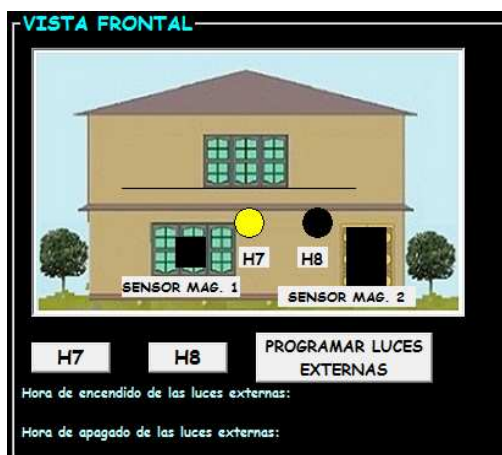 VISTA FRONTAL
H7
H8
SENSOR MAG. 1
SENSOR MAG. 2
H7
H8
PROGRAMAR LUCES
EXTERNAS
Hora de encendido de las luces externas:
Hora de apagado de las luces externas: